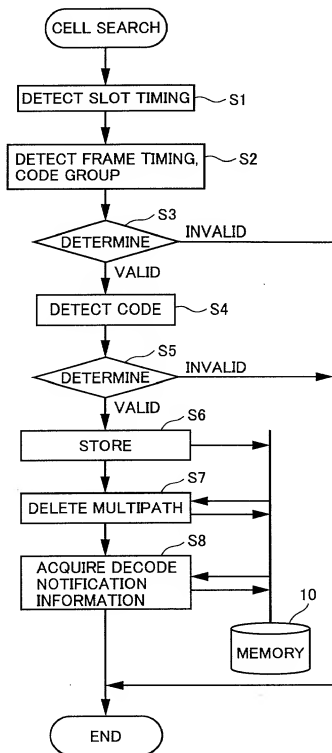 CELL SEARCH
DETECT SLOT TIMING
S1
DETECT FRAME TIMING,
CODE GROUP
S2
S3
DETERMINE
INVALID
VALID
DETECT CODE
S4
S5
DETERMINE
INVALID
VALID
S6
STORE
S7
DELETE MULTIPATH
S8
ACQUIRE DECODE
NOTIFICATION
INFORMATION
10
MEMORY
END